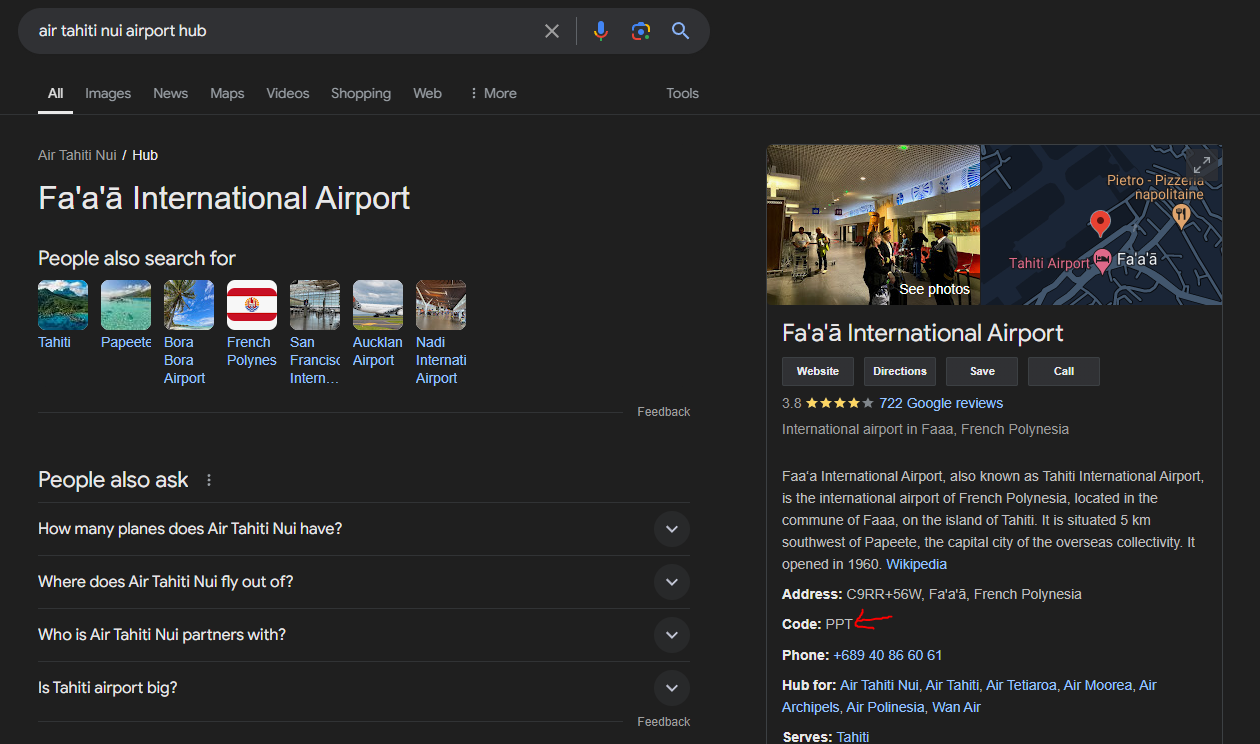 air tahiti nui airport hub
All Images News Maps Videos Shopping Web More Tools
Air Tahiti Nui / Hub
Fa'a'ā International Airport
People also search for
Tahiti
Papeete
Bora
Bora
Airport
French
Polynes
San
Francisc
Intern...
Aucklan
Airport
Nadi
Internati
Airport
Feedback
People also ask
How many planes does Air Tahiti Nui have?
Where does Air Tahiti Nui fly out of?
Who is Air Tahiti Nui partners with?
Is Tahiti airport big?
Feedback
See photos
Pietro - Pizzeria
napolitaine
Tahiti Airport
Fa'a'ā
Fa'a'ā International Airport
Website Directions Save Call
3.8 722 Google reviews
International airport in Faaa, French Polynesia
Faaʻa International Airport, also known as Tahiti International Airport,
is the international airport of French Polynesia, located in the
commune of Faaa, on the island of Tahiti. It is situated 5 km
southwest of Papeete, the capital city of the overseas collectivity. It
opened in 1960. Wikipedia
Address: C9RR+56W, Fa'a'ā, French Polynesia
Code: PPT
Phone: +689 40 86 60 61
Hub for: Air Tahiti Nui, Air Tahiti, Air Tetiaroa, Air Moorea, Air
Archipels, Air Polinesia, Wan Air
Serves: Tahiti